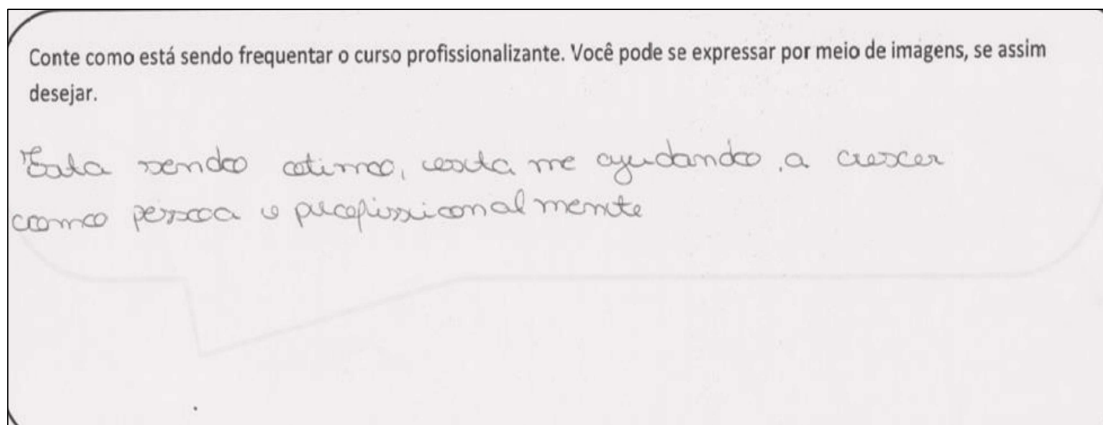 Conte como está sendo frequentar o curso profissionalizante. Você pode se expressar por meio de imagens, se assim
desejar.
Esta sendo otimo, esta me ajudando a crescer
como pessoa e profissionalmente